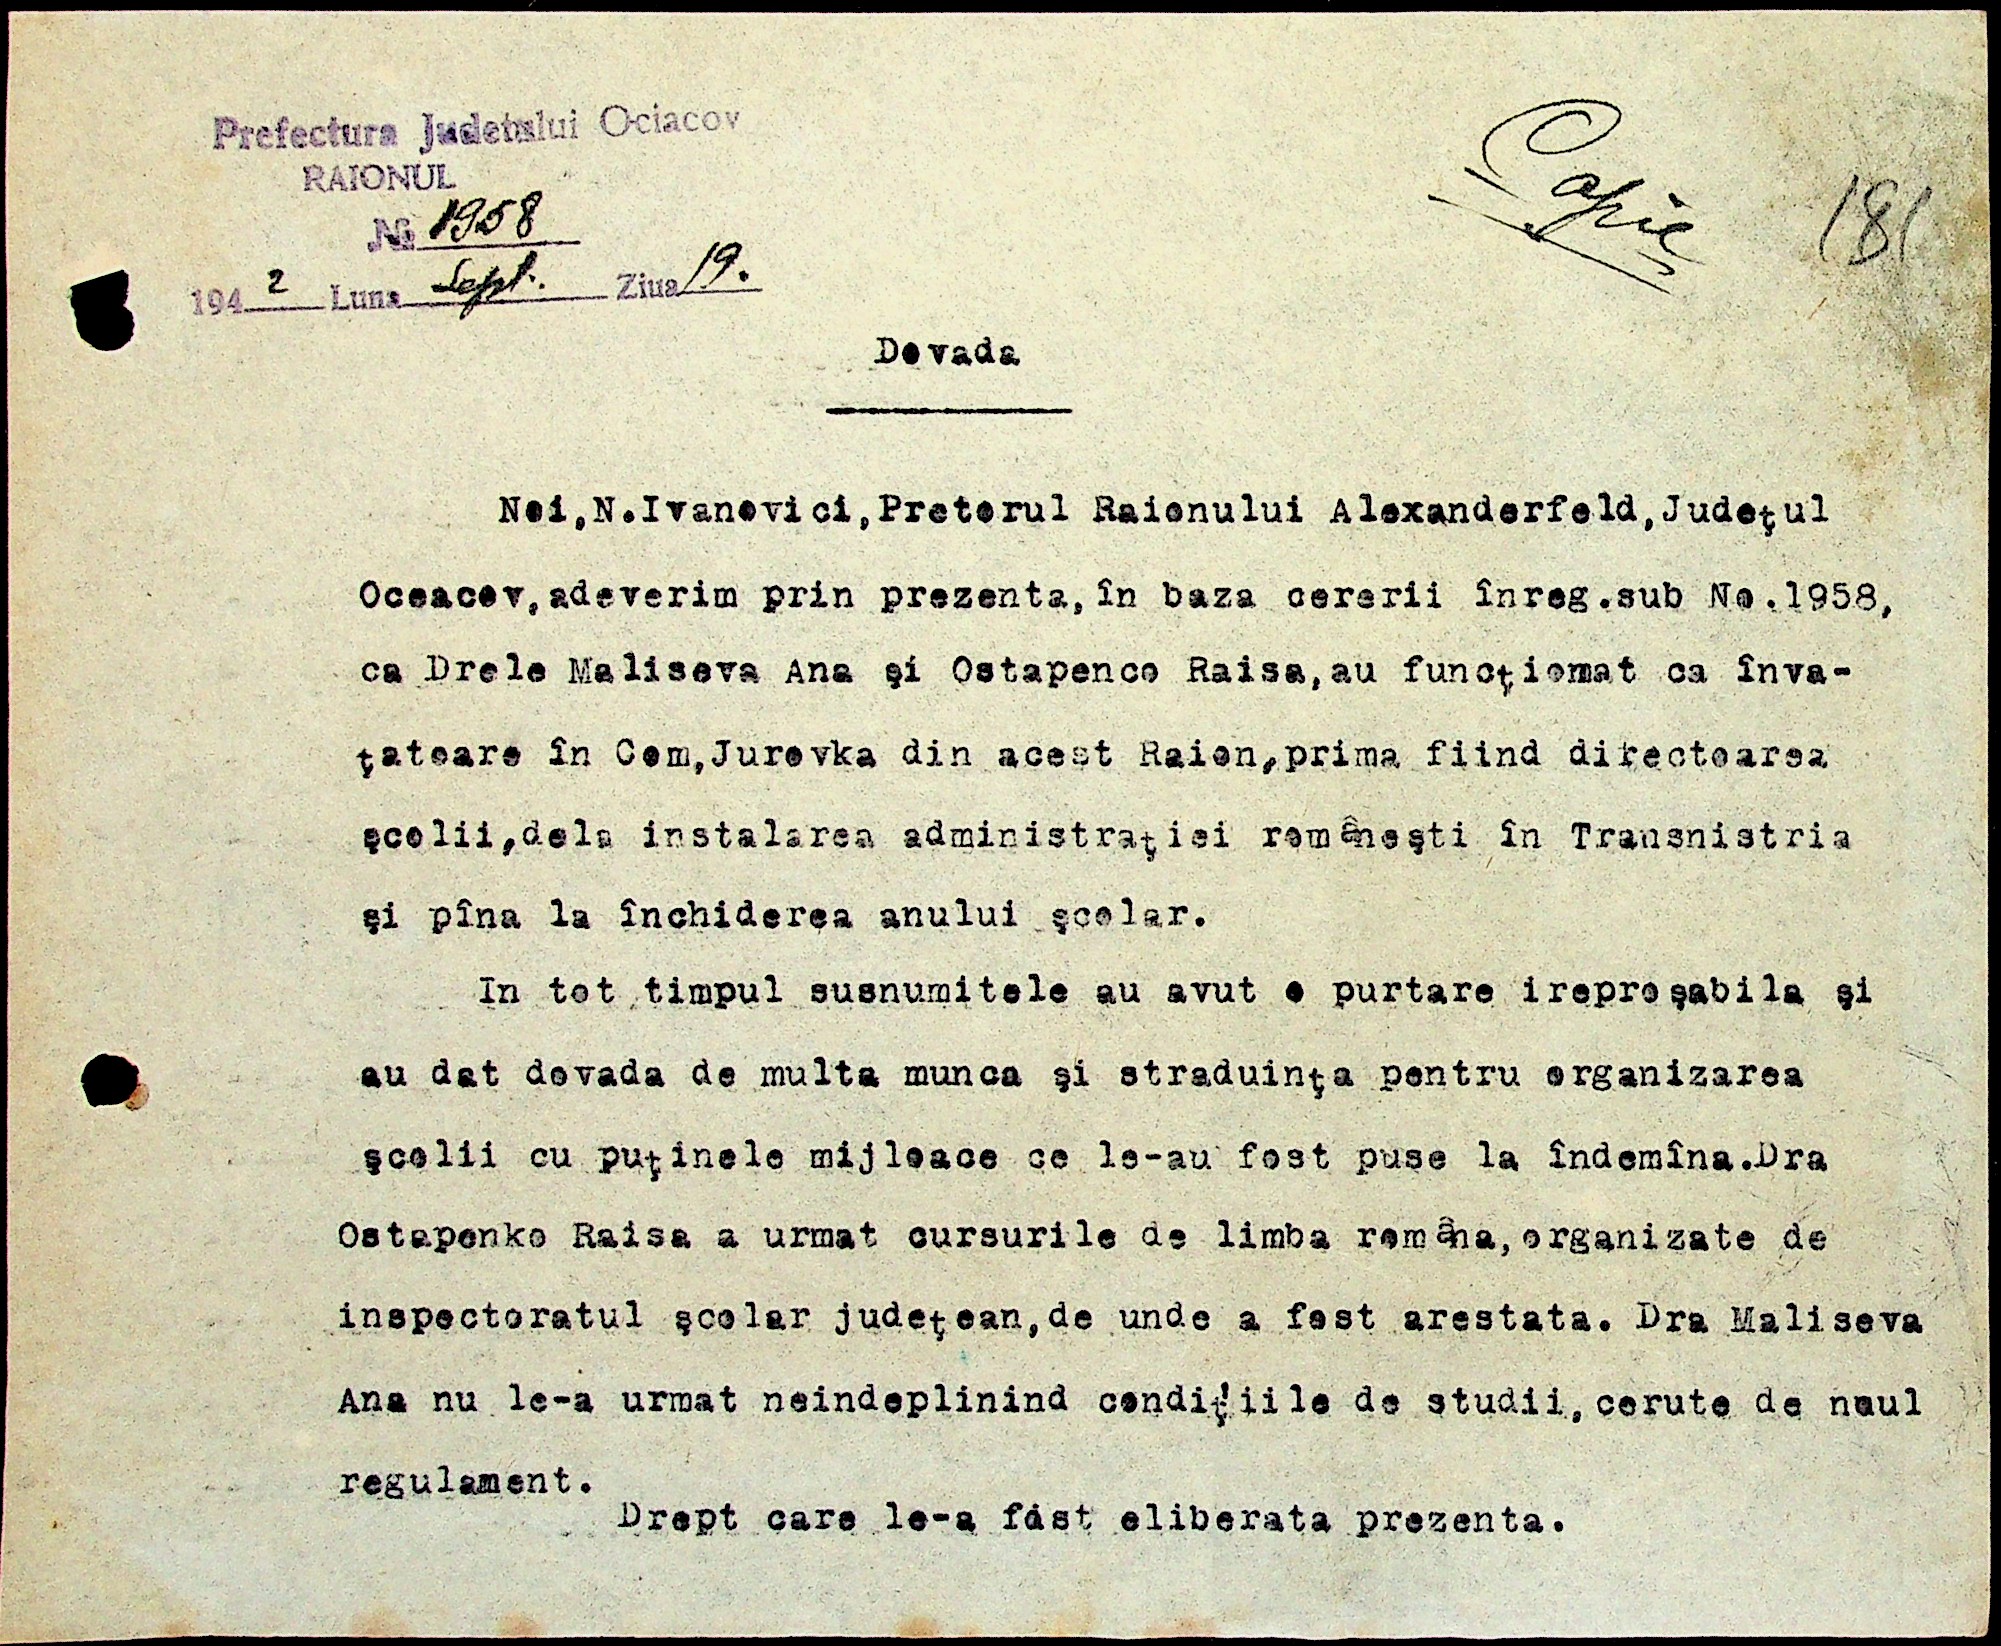 Prefectura Judetului Ociacov
RAIONUL
№ 1958
194 2 Luna Sept. Ziua 19.
Copie
181
Dovada
Noi,N.Ivanovici,Pretorul Raionului Alexanderfeld,Judeţul
Oceacov,adeverim prin prezenta,în baza cererii înreg.sub No.1958,
ca Drele Maliseva Ana şi Ostapenco Raisa,au funcţiomat ca înva-
ţatoare în Com,Jurovka din acest Raion,prima fiind directoarea
şcolii,dela instalarea administraţiei româneşti în Transnistria
şi pîna la închiderea anului şcolar.
In tot timpul susnumitele au avut o purtare ireproşabila şi
au dat dovada de multa munca şi straduinţa pentru organizarea
şcolii cu puţinele mijloace ce le-au fost puse la îndemîna.Dra
Ostapenko Raisa a urmat cursurile de limba româna,organizate de
inspectoratul şcolar judeţean,de unde a fost arestata. Dra Maliseva
Ana nu le-a urmat neindeplinind condiţ!iile de studii,cerute de noul
regulament.
Drept care le-a fost eliberata prezenta.